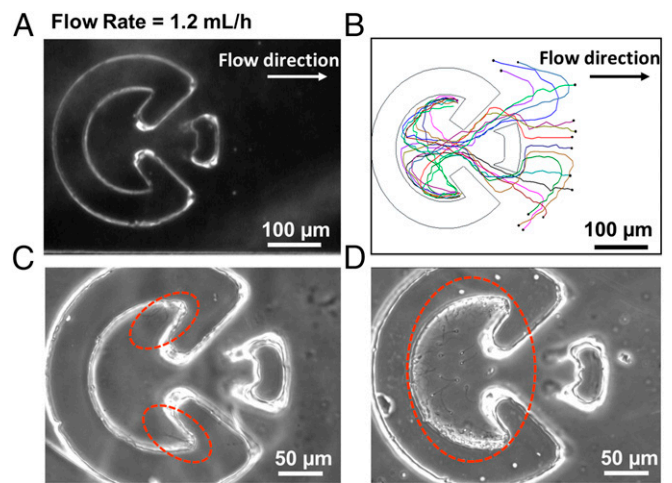 A
Flow Rate = 1.2 mL/h
B
Flow direction
Flow direction
100 µm
100 µm
C
D
50 µm
50 µm